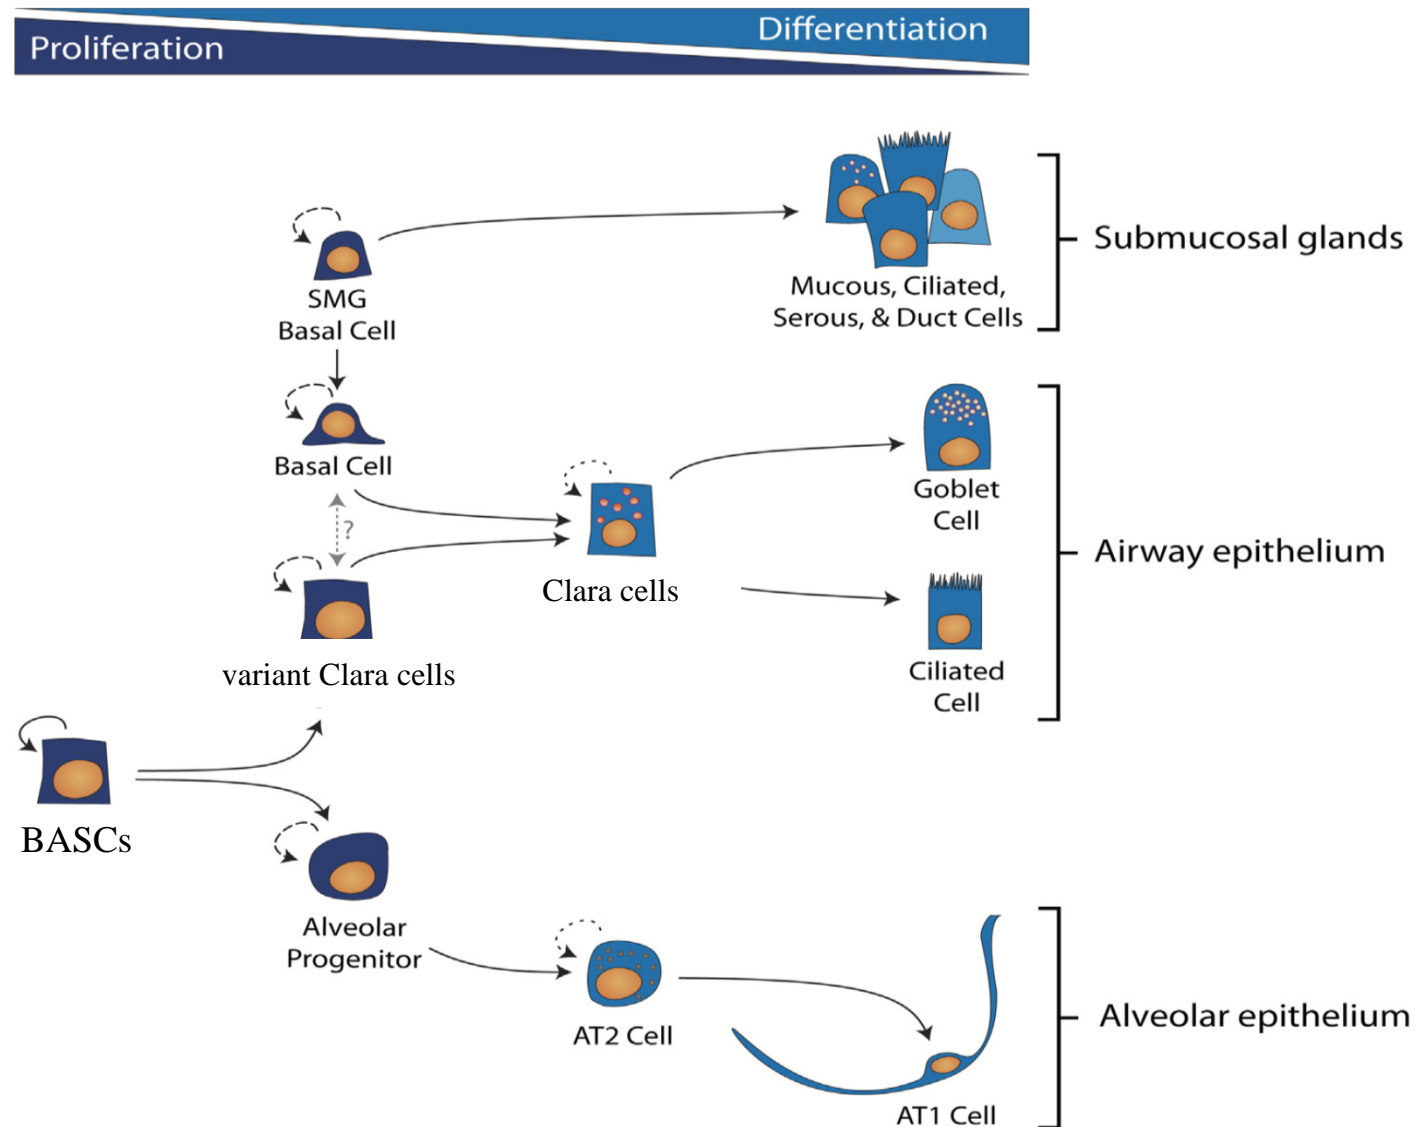 Differentiation
Proliferation
Submucosal glands
SMG
Basal Cell
Mucous, Ciliated,
Serous, & Duct Cells
Basal Cell
?
Goblet
Cell
Airway epithelium
Clara cells
variant Clara cells
Ciliated
Cell
BASCs
Alveolar
Progenitor
AT2 Cell
Alveolar epithelium
AT1 Cell